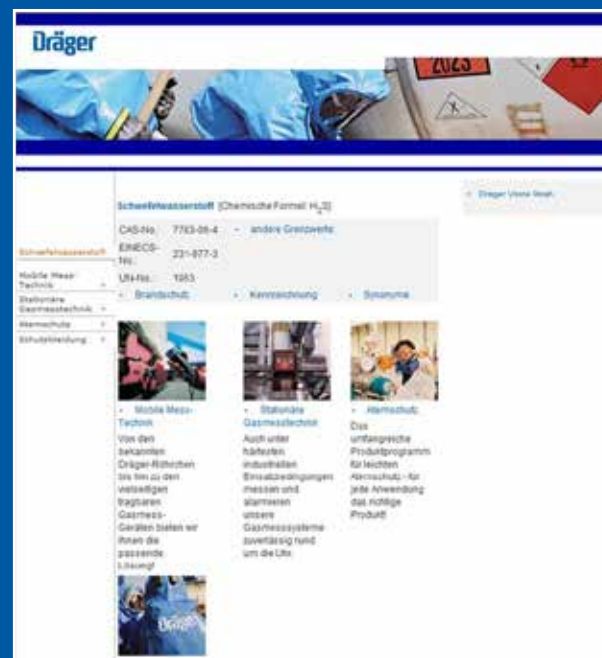 Dräger
2023
Dräger VOICE
Schwefelwasserstoff [Chemische Formel: H₂S]
CAS-No.: 7783-06-4
andere Grenzwerte
EINECS-No.: 231-977-3
UN-No.: 1053
Brandschutz
Kennzeichnung
Synonyme
Schwefelwasserstoff
Mobile Mess-
Technik
Stationäre
Gasmesstechnik
Atemschutz
Schutzkleidung
Mobile Mess-
Technik
Von den
bekannten
Dräger-Röhrchen
bis hin zu den
vielseitigen
tragbaren
Gasmess-
Geräten bieten wir
Ihnen die
passende
Lösung!
Stationäre
Gasmesstechnik
Auch unter
härtesten
industriellen
Einsatzbedingungen
messen und
alarmieren
unsere
Gasmesssysteme
zuverlässig rund
um die Uhr.
Atemschutz
Das
umfangreiche
Produktprogramm
für leichten
Atemschutz - für
jede Anwendung
das richtige
Produkt!
Dräger